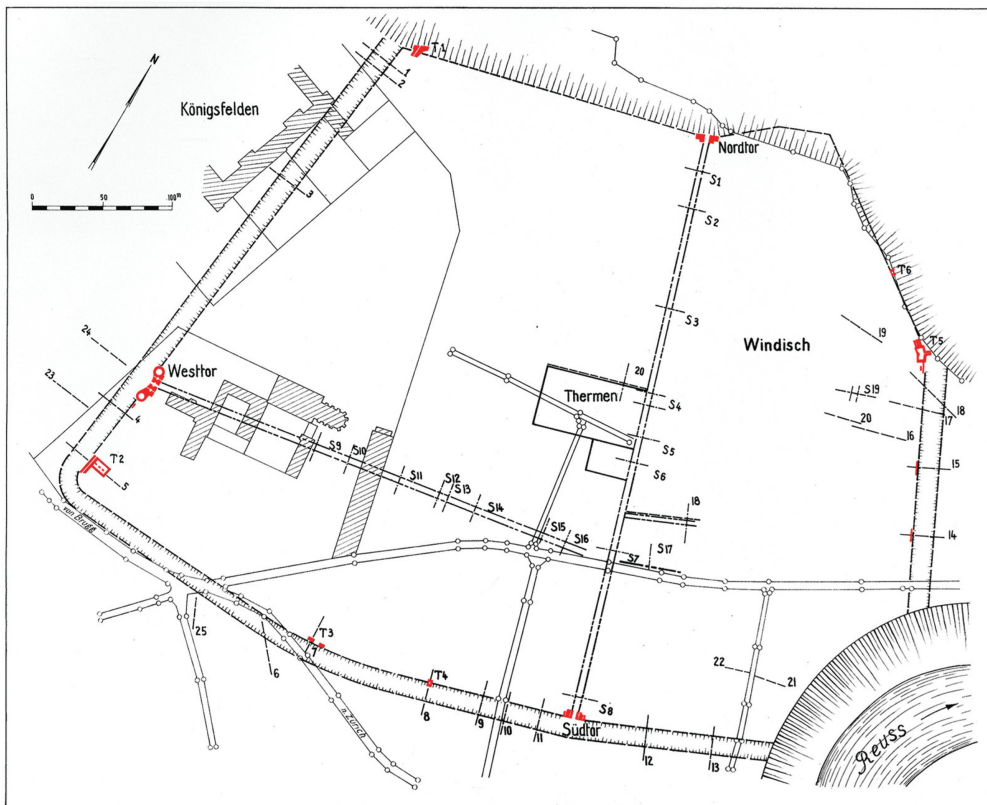 T1
1
2
N
Königsfelden
Nordtor
S1
3
0
50
100m
S2
T6
S3
19
Windisch
T5
24
Westtor
20
Thermen
S19
18
S4
17
23
4
20
16
S9
S10
S5
T2
S11
S12
S13
S6
15
5
S14
18
von Brugg
S15
S16
14
S7
S17
25
T3
7
6
22
21
T4
8
9
10
11
S8
Südtor
12
13
n. Zürich
Reuss